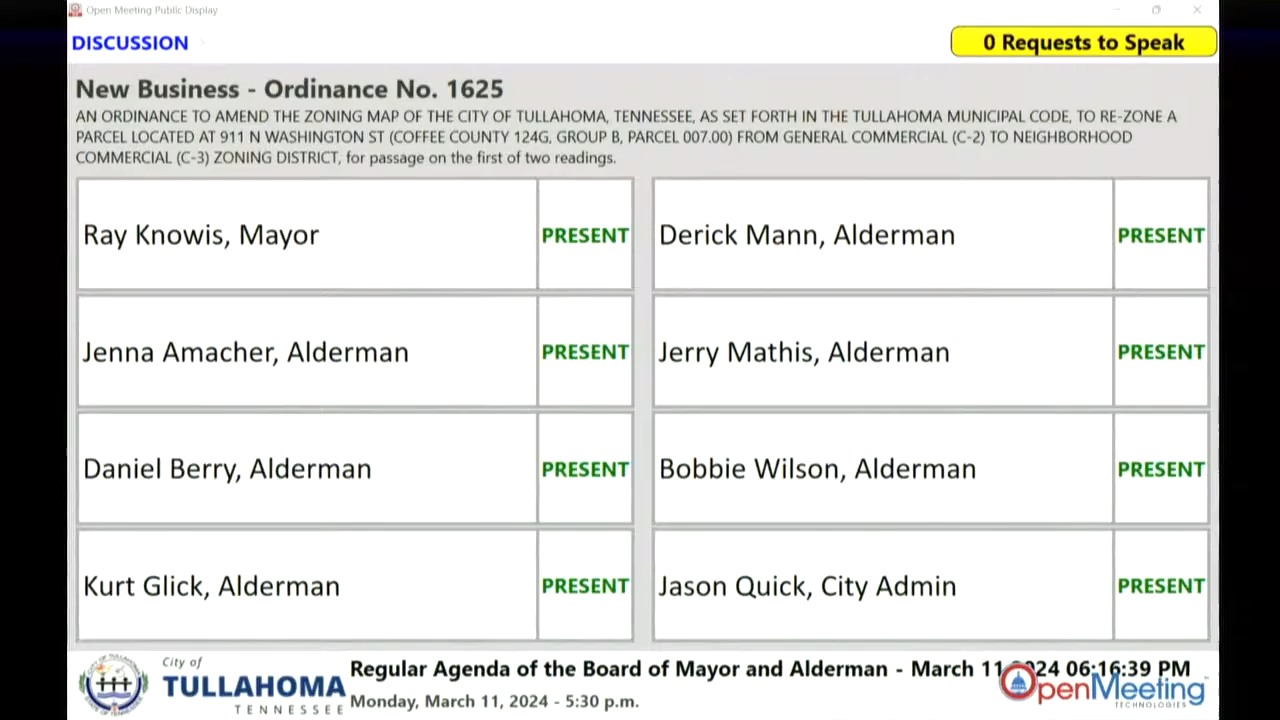 Open Meeting Public Display
DISCUSSION
0 Requests to Speak
New Business - Ordinance No. 1625
AN ORDINANCE TO AMEND THE ZONING MAP OF THE CITY OF TULLAHOMA, TENNESSEE, AS SET FORTH IN THE TULLAHOMA MUNICIPAL CODE, TO RE-ZONE A
PARCEL LOCATED AT 911 N WASHINGTON ST (COFFEE COUNTY 124G, GROUP B, PARCEL 007.00) FROM GENERAL COMMERCIAL (C-2) TO NEIGHBORHOOD
COMMERCIAL (C-3) ZONING DISTRICT, for passage on the first of two readings.
Ray Knowis, Mayor PRESENT
Derick Mann, Alderman PRESENT
Jenna Amacher, Alderman PRESENT
Jerry Mathis, Alderman PRESENT
Daniel Berry, Alderman PRESENT
Bobbie Wilson, Alderman PRESENT
Kurt Glick, Alderman PRESENT
Jason Quick, City Admin PRESENT
City of
TULLAHOMA
TENNESSEE
Regular Agenda of the Board of Mayor and Alderman - March 11 2024 06:16:39 PM
Monday, March 11, 2024 - 5:30 p.m.
OpenMeeting
TECHNOLOGIES